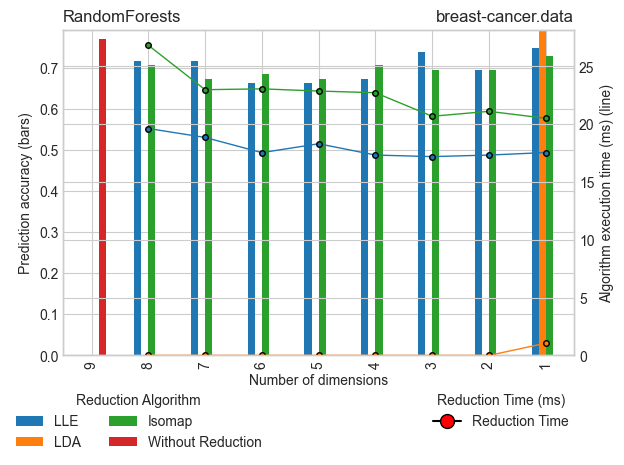 RandomForests
breast-cancer.data
Prediction accuracy (bars)
0.7
0.6
0.5
0.4
0.3
0.2
0.1
0.0
25
20
15
10
5
0
Algorithm execution time (ms) (line)
9 8 7 6 5 4 3 2 1
Number of dimensions
Reduction Algorithm
LLE Isomap
LDA Without Reduction
Reduction Time (ms)
Reduction Time